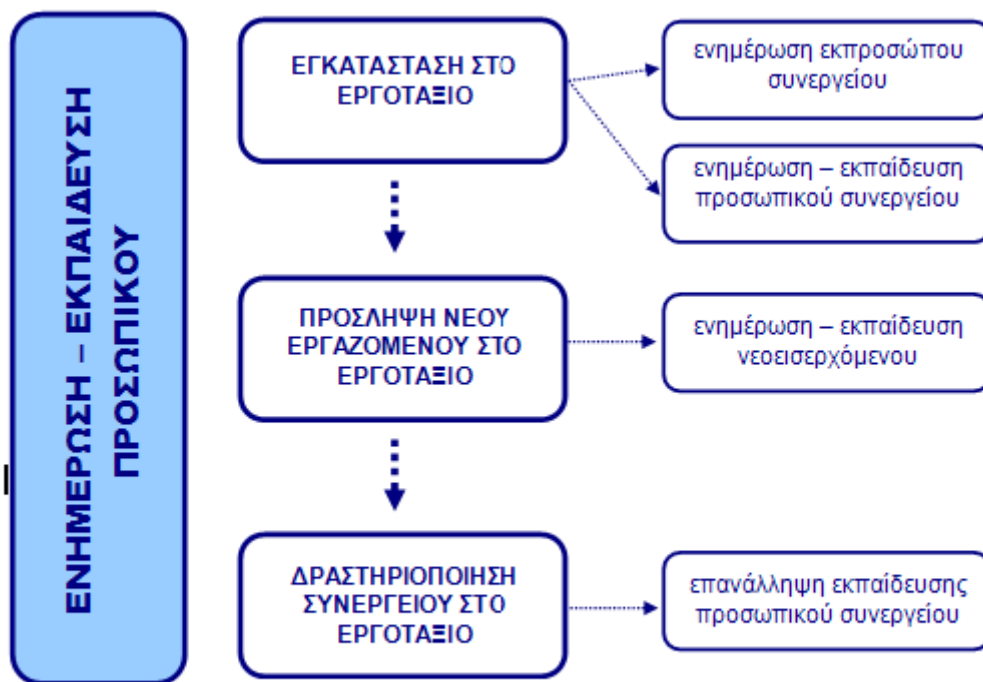 ΕΝΗΜΕΡΩΣΗ – ΕΚΠΑΙΔΕΥΣΗ
ΠΡΟΣΩΠΙΚΟΥ
ΕΓΚΑΤΑΣΤΑΣΗ ΣΤΟ
ΕΡΓΟΤΑΞΙΟ
ενημέρωση εκπροσώπου
συνεργείου
ενημέρωση – εκπαίδευση
προσωπικού συνεργείου
ΠΡΟΣΛΗΨΗ ΝΕΟΥ
ΕΡΓΑΖΟΜΕΝΟΥ ΣΤΟ
ΕΡΓΟΤΑΞΙΟ
ενημέρωση – εκπαίδευση
νεοεισερχόμενου
ΔΡΑΣΤΗΡΙΟΠΟΙΗΣΗ
ΣΥΝΕΡΓΕΙΟΥ ΣΤΟ
ΕΡΓΟΤΑΞΙΟ
επανάλληψη εκπαίδευσης
προσωπικού συνεργείου